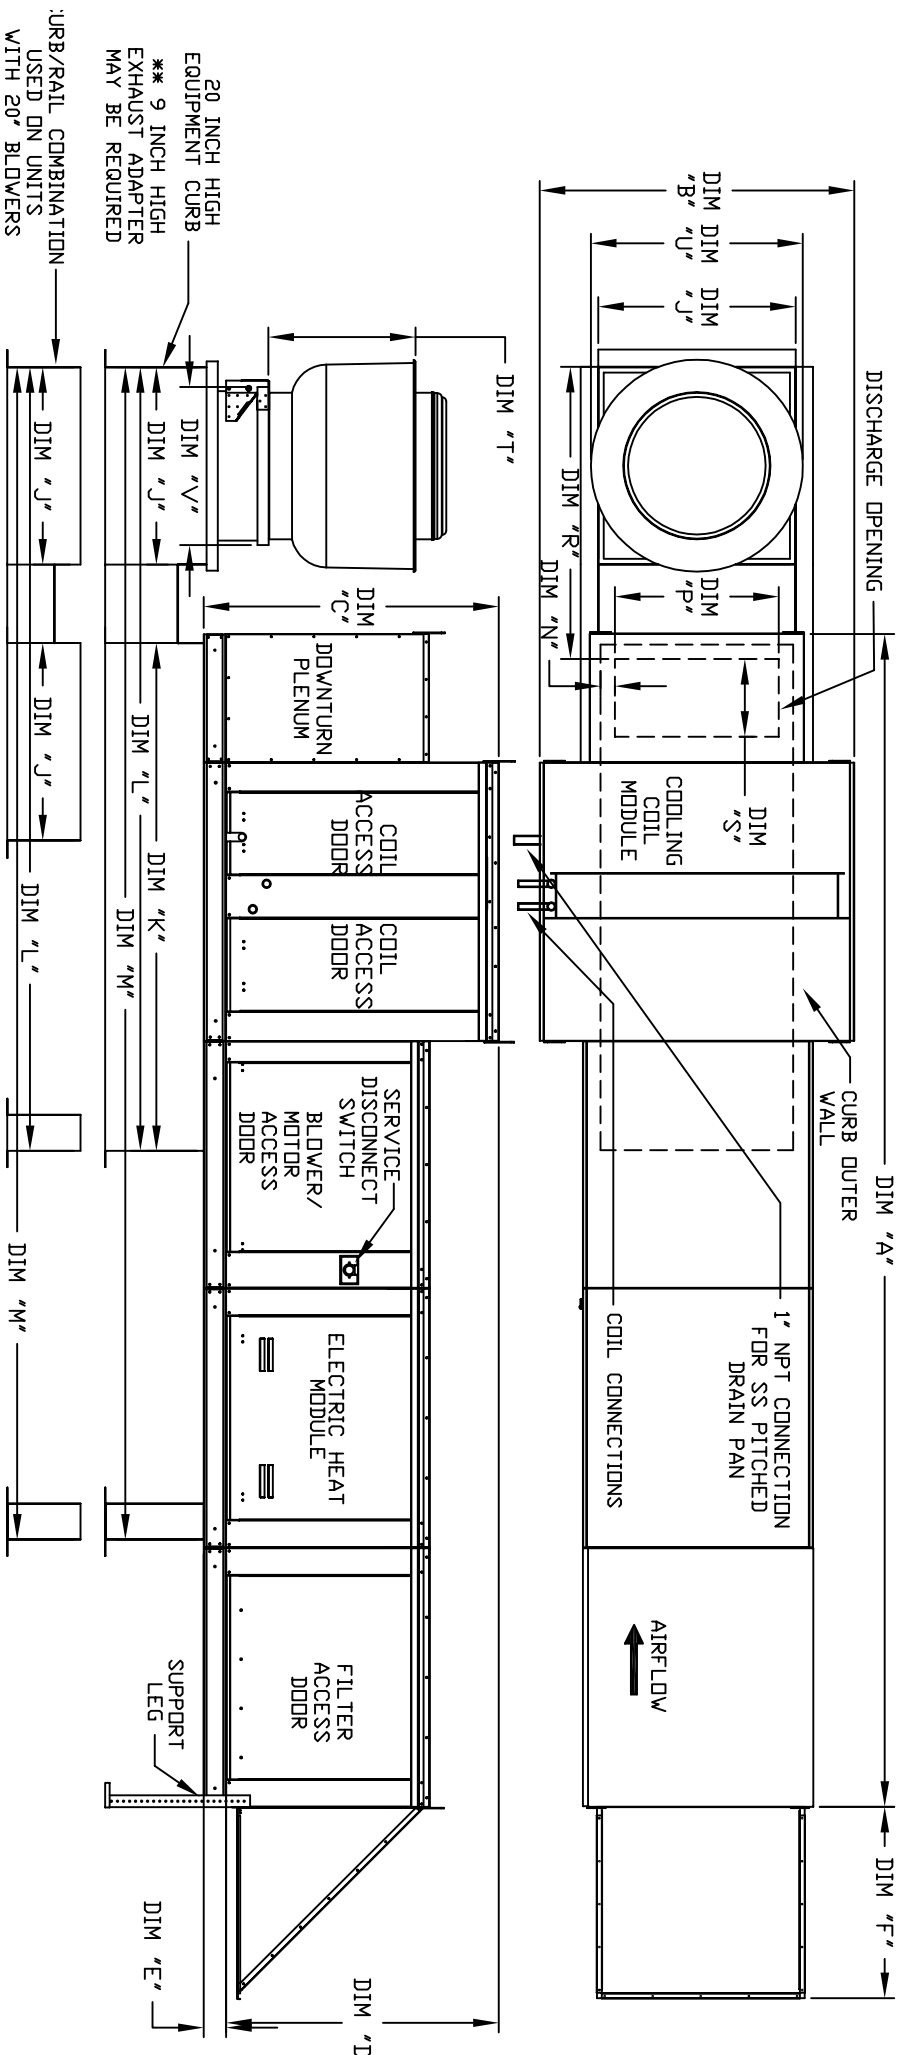 DIM "A"
DIM "F"
DISCHARGE OPENING
CURB OUTER
WALL
1" NPT CONNECTION
FOR SS PITCHED
DRAIN PAN
DIM
"B"
DIM
"U"
DIM
"J"
DIM "R"
DIM
"P"
DIM "N"
DIM
"S"
COOLING
COIL
MODULE
COIL CONNECTIONS
AIRFLOW
DIM "T"
DIM
"C"
DIM "V"
DOWNTURN
PLENUM
COIL
ACCESS
DOOR
COIL
ACCESS
DOOR
SERVICE
DISCONNECT
SWITCH
BLOWER/
MOTOR
ACCESS
DOOR
ELECTRIC HEAT
MODULE
FILTER
ACCESS
DOOR
DIM "D
SUPPORT
LEG
DIM "E"
20 INCH HIGH
EQUIPMENT CURB
** 9 INCH HIGH
EXHAUST ADAPTER
MAY BE REQUIRED
DIM "J"
DIM "K"
DIM "L"
DIM "M"
URB/RAIL COMBINATION
USED ON UNITS
WITH 20" BLOWERS
DIM "J"
DIM "J"
DIM "L"
DIM "M"